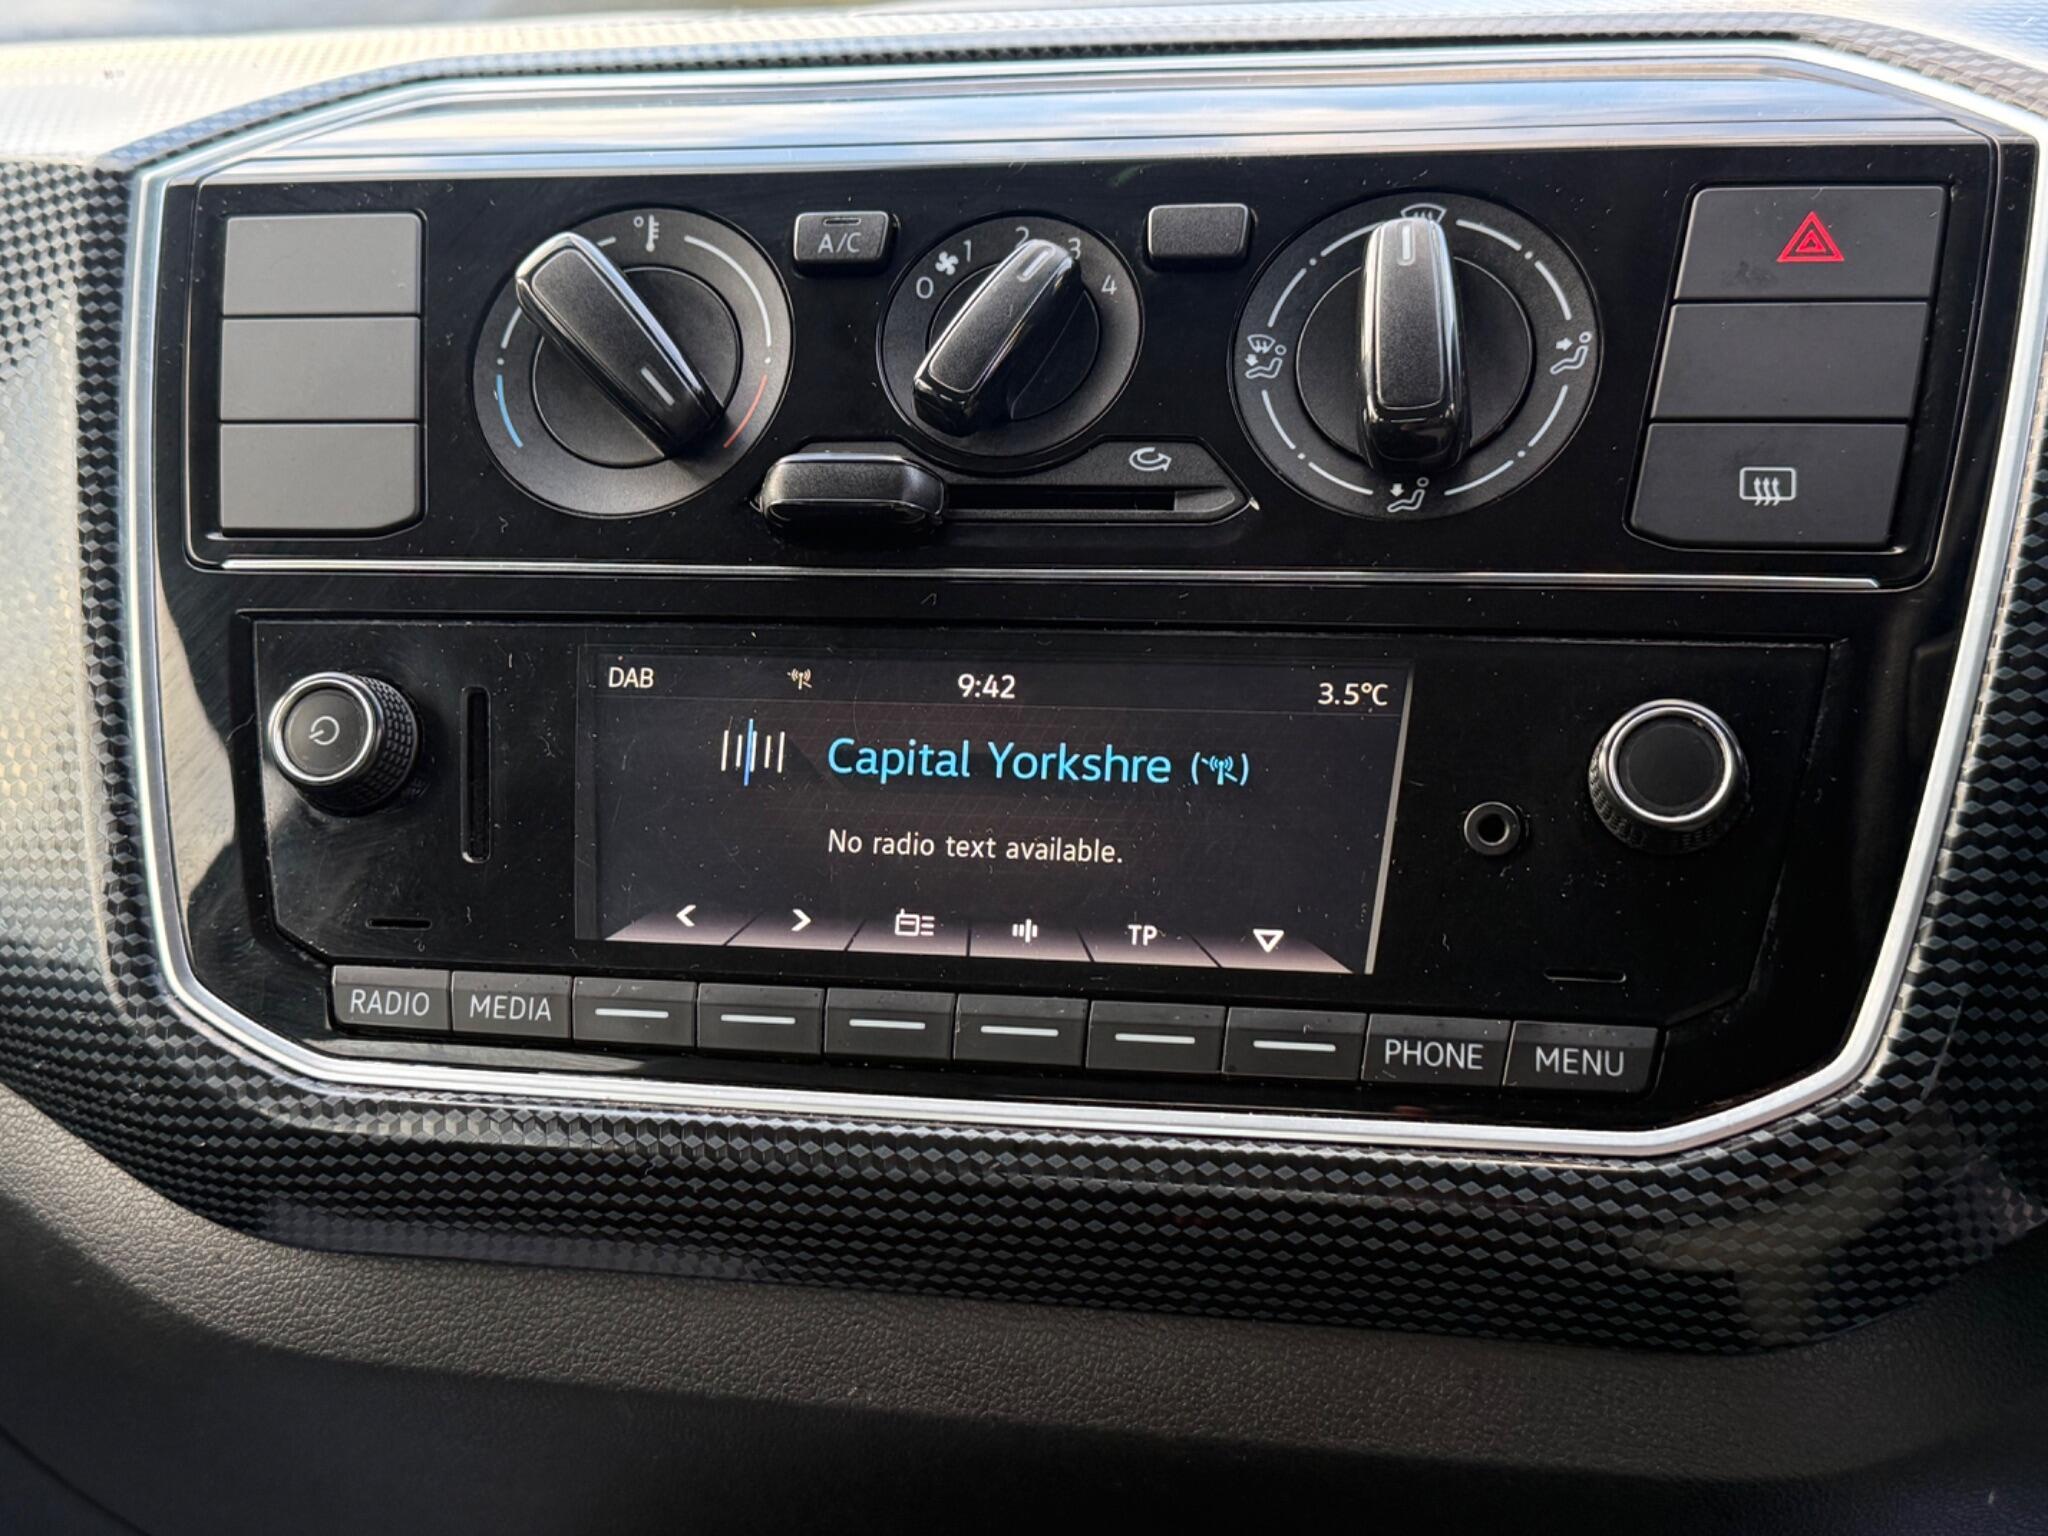 A/C
0 1 2 3 4
DAB 9:42 3.5°C
Capital Yorkshre
No radio text available.
< > TP
RADIO MEDIA PHONE MENU